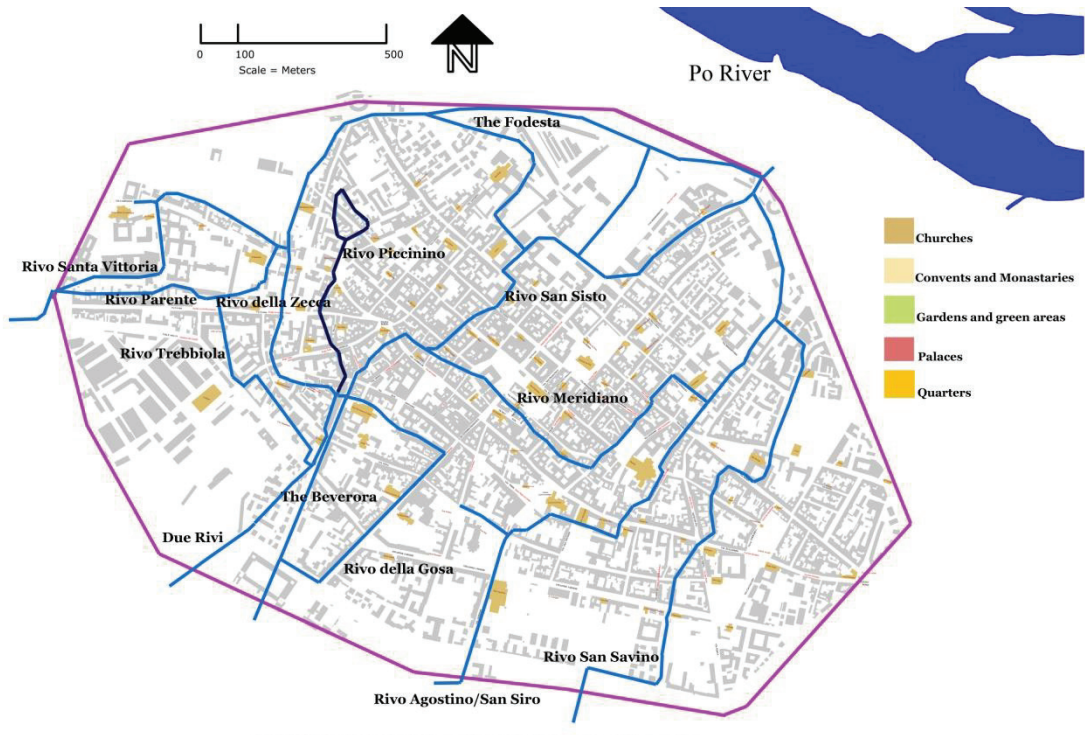 0 100 500
Scale = Meters
N
Po River
The Fodesta
Churches
Convents and Monastaries
Gardens and green areas
Palaces
Quarters
Rivo Piccinino
Rivo Santa Vittoria
Rivo Parente
Rivo della Zecca
Rivo San Sisto
Rivo Trebbiola
Rivo Meridiano
The Beverora
Due Rivi
Rivo della Gosa
Rivo San Savino
Rivo Agostino/San Siro